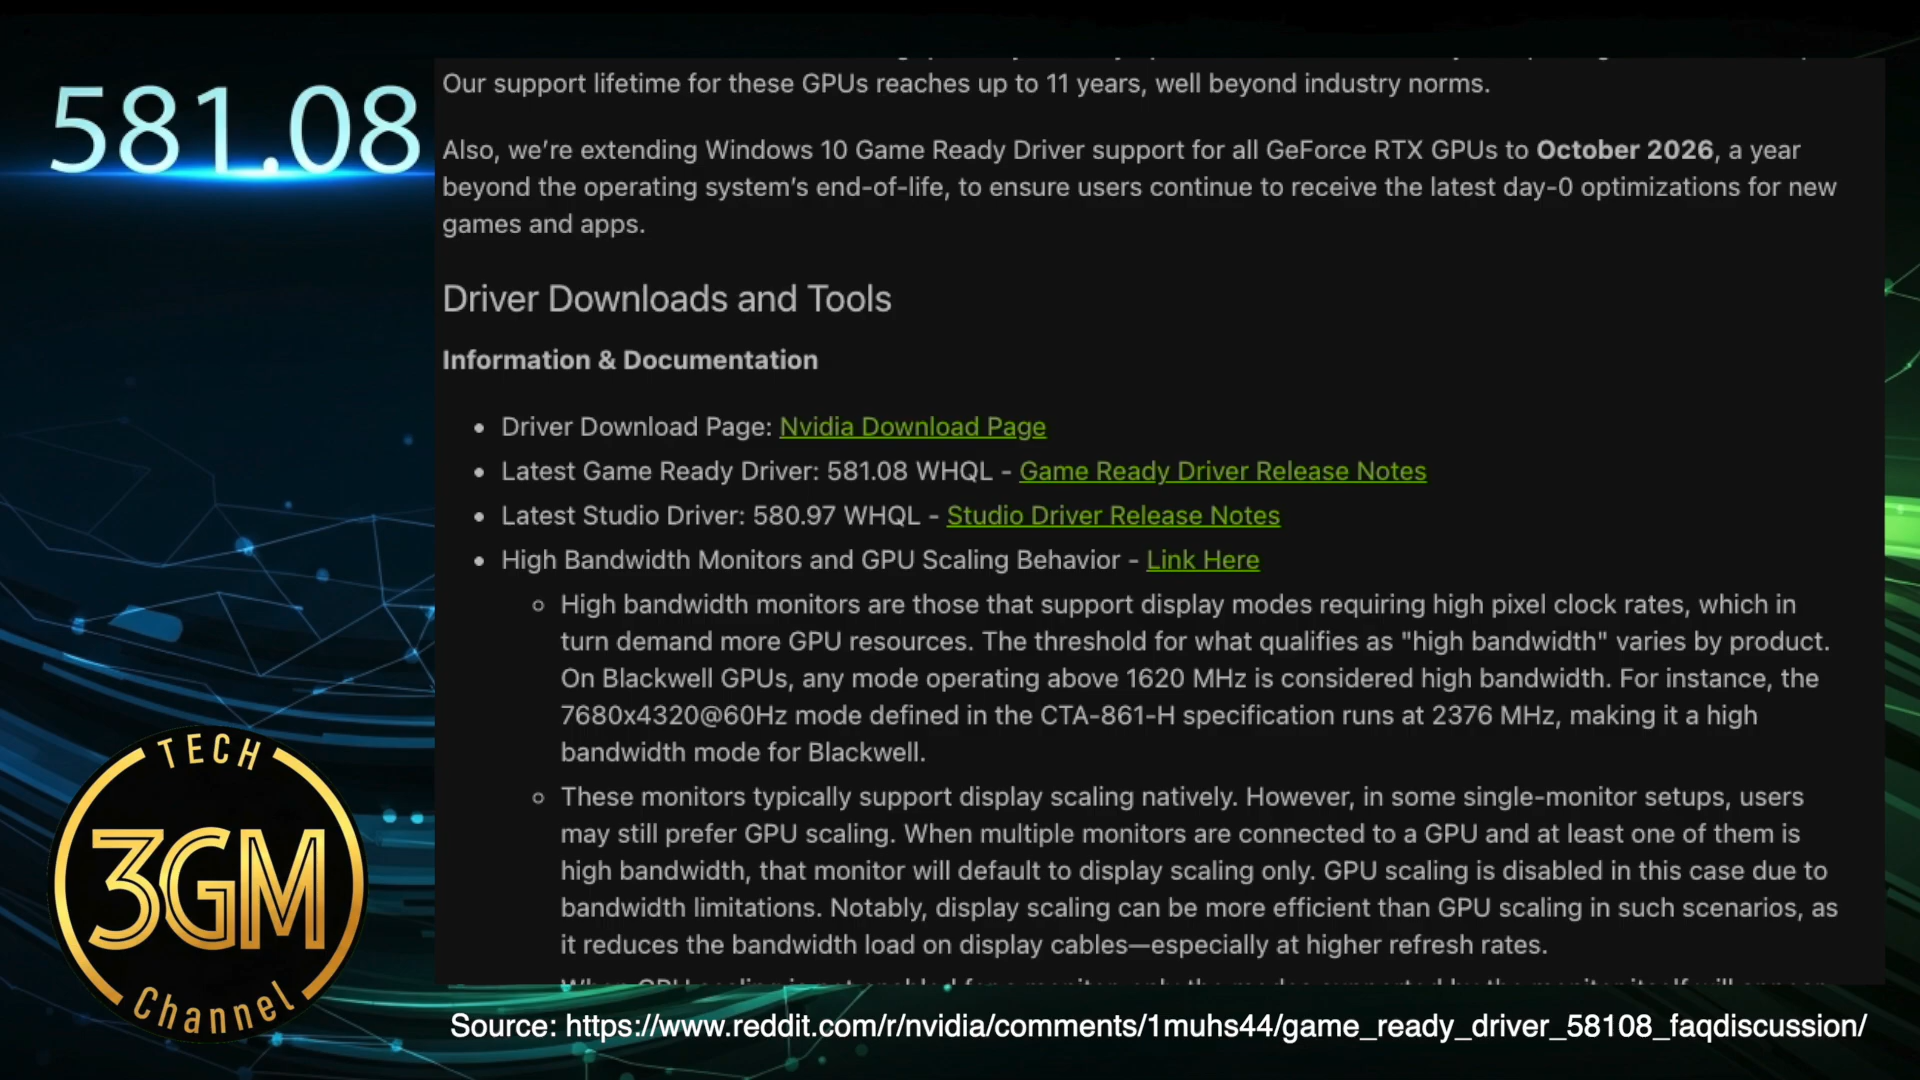 581.08
Our support lifetime for these GPUs reaches up to 11 years, well beyond industry norms.
Also, we’re extending Windows 10 Game Ready Driver support for all GeForce RTX GPUs to October 2026, a year
beyond the operating system’s end-of-life, to ensure users continue to receive the latest day-0 optimizations for new
games and apps.
Driver Downloads and Tools
Information & Documentation
• Driver Download Page: Nvidia Download Page
• Latest Game Ready Driver: 581.08 WHQL - Game Ready Driver Release Notes
• Latest Studio Driver: 580.97 WHQL - Studio Driver Release Notes
• High Bandwidth Monitors and GPU Scaling Behavior - Link Here
○ High bandwidth monitors are those that support display modes requiring high pixel clock rates, which in
turn demand more GPU resources. The threshold for what qualifies as "high bandwidth" varies by product.
On Blackwell GPUs, any mode operating above 1620 MHz is considered high bandwidth. For instance, the
7680x4320@60Hz mode defined in the CTA-861-H specification runs at 2376 MHz, making it a high
bandwidth mode for Blackwell.
○ These monitors typically support display scaling natively. However, in some single-monitor setups, users
may still prefer GPU scaling. When multiple monitors are connected to a GPU and at least one of them is
high bandwidth, that monitor will default to display scaling only. GPU scaling is disabled in this case due to
bandwidth limitations. Notably, display scaling can be more efficient than GPU scaling in such scenarios, as
it reduces the bandwidth load on display cables—especially at higher refresh rates.
TECH
3GM
Channel
Source: https://www.reddit.com/r/nvidia/comments/1muhs44/game_ready_driver_58108_faqdiscussion/